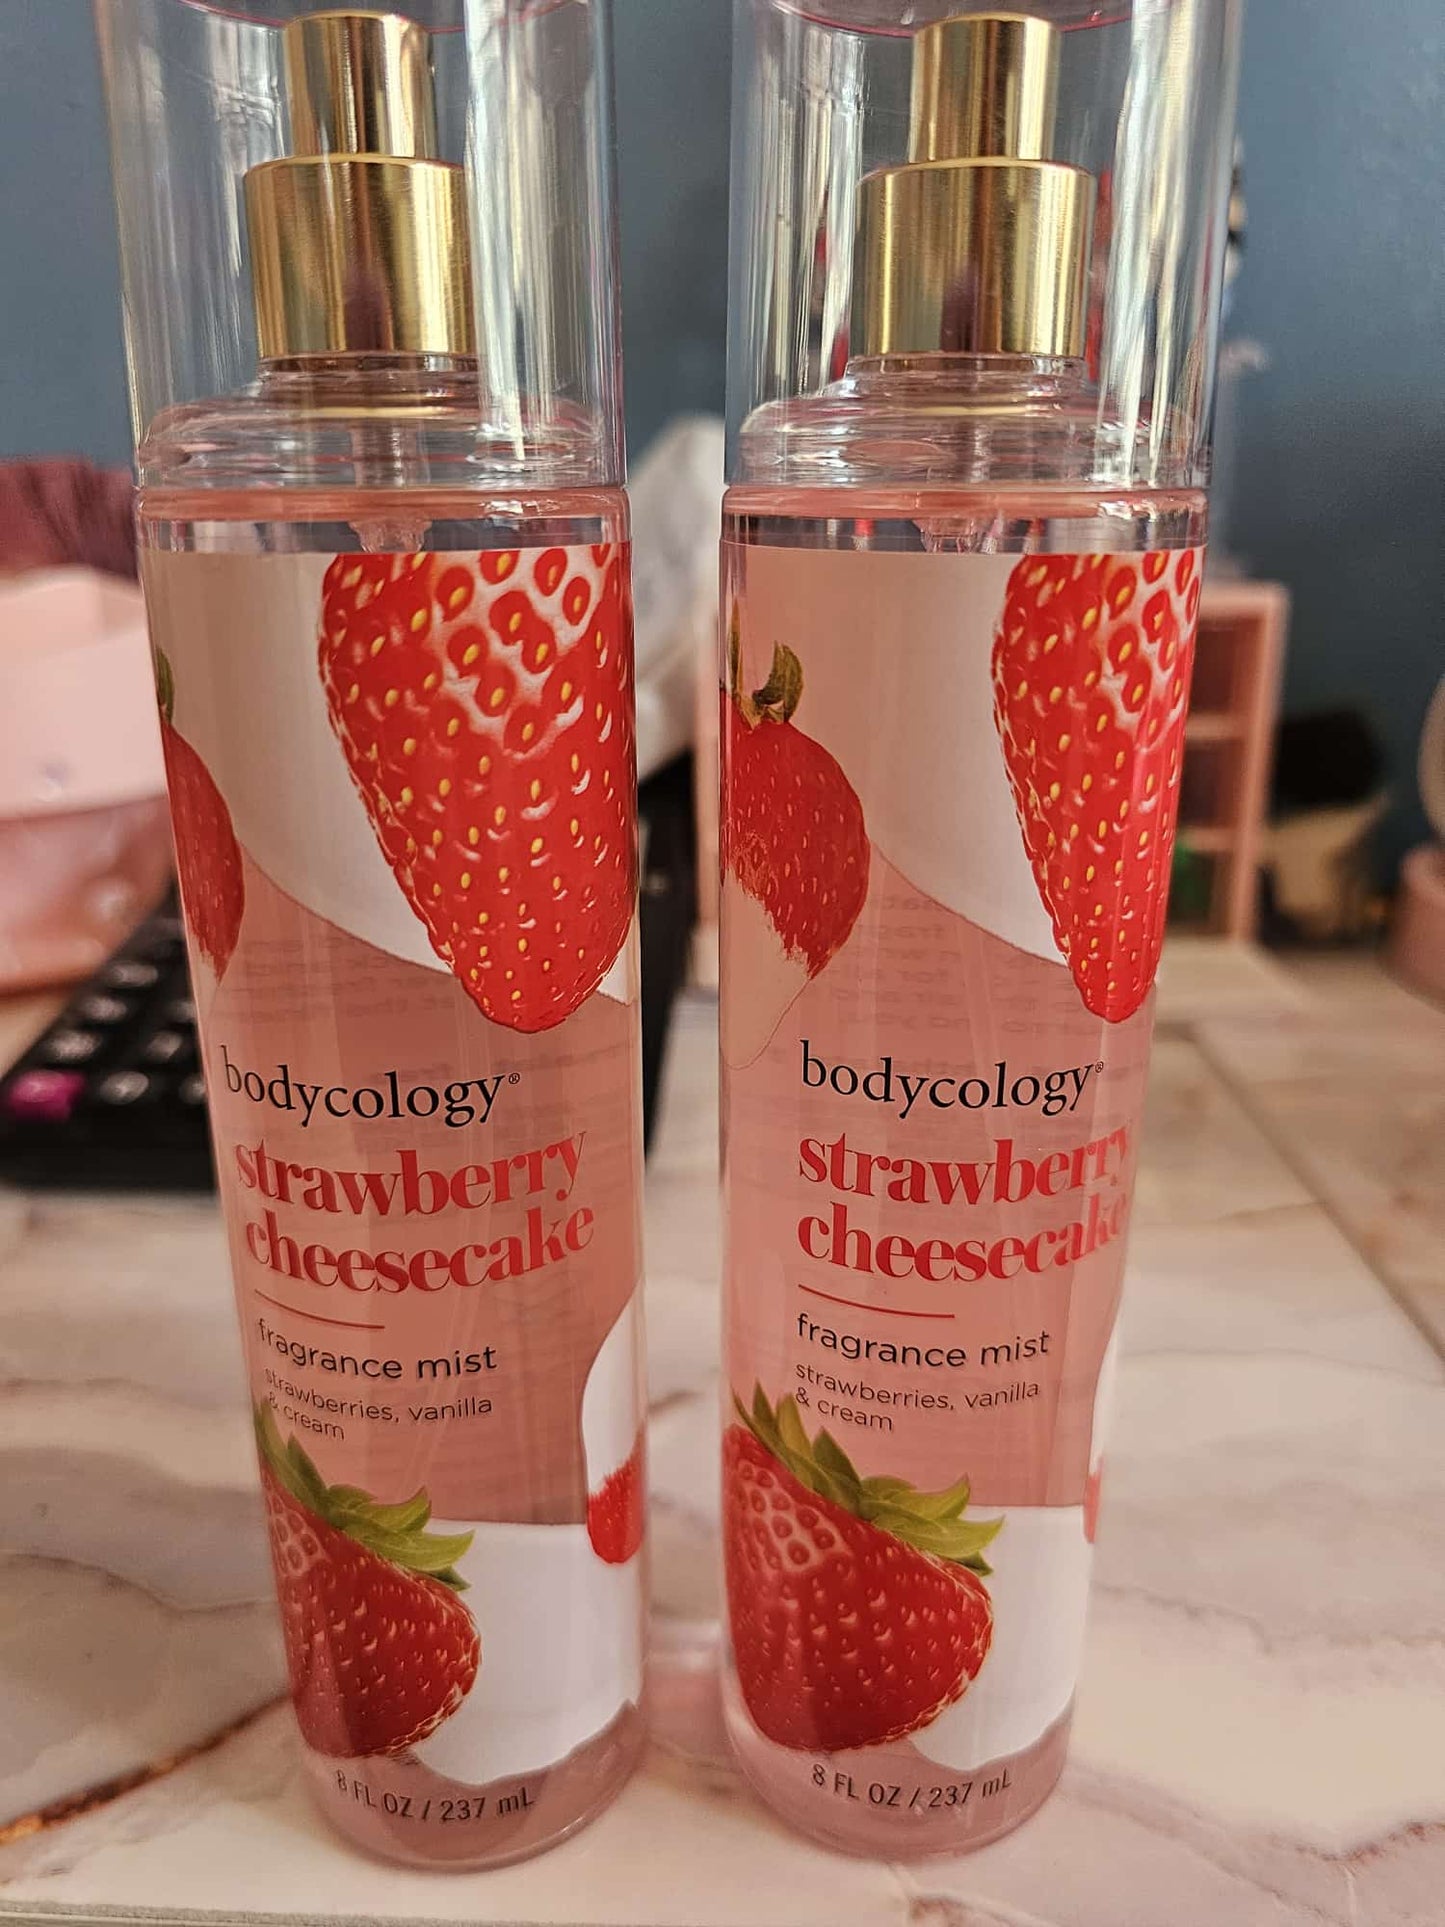 bodycology®
strawberry
cheesecake
fragrance mist
strawberries, vanilla
& cream
8 FL OZ / 237 mL
bodycology®
strawberry
cheesecake
fragrance mist
strawberries, vanilla
& cream
8 FL OZ / 237 mL